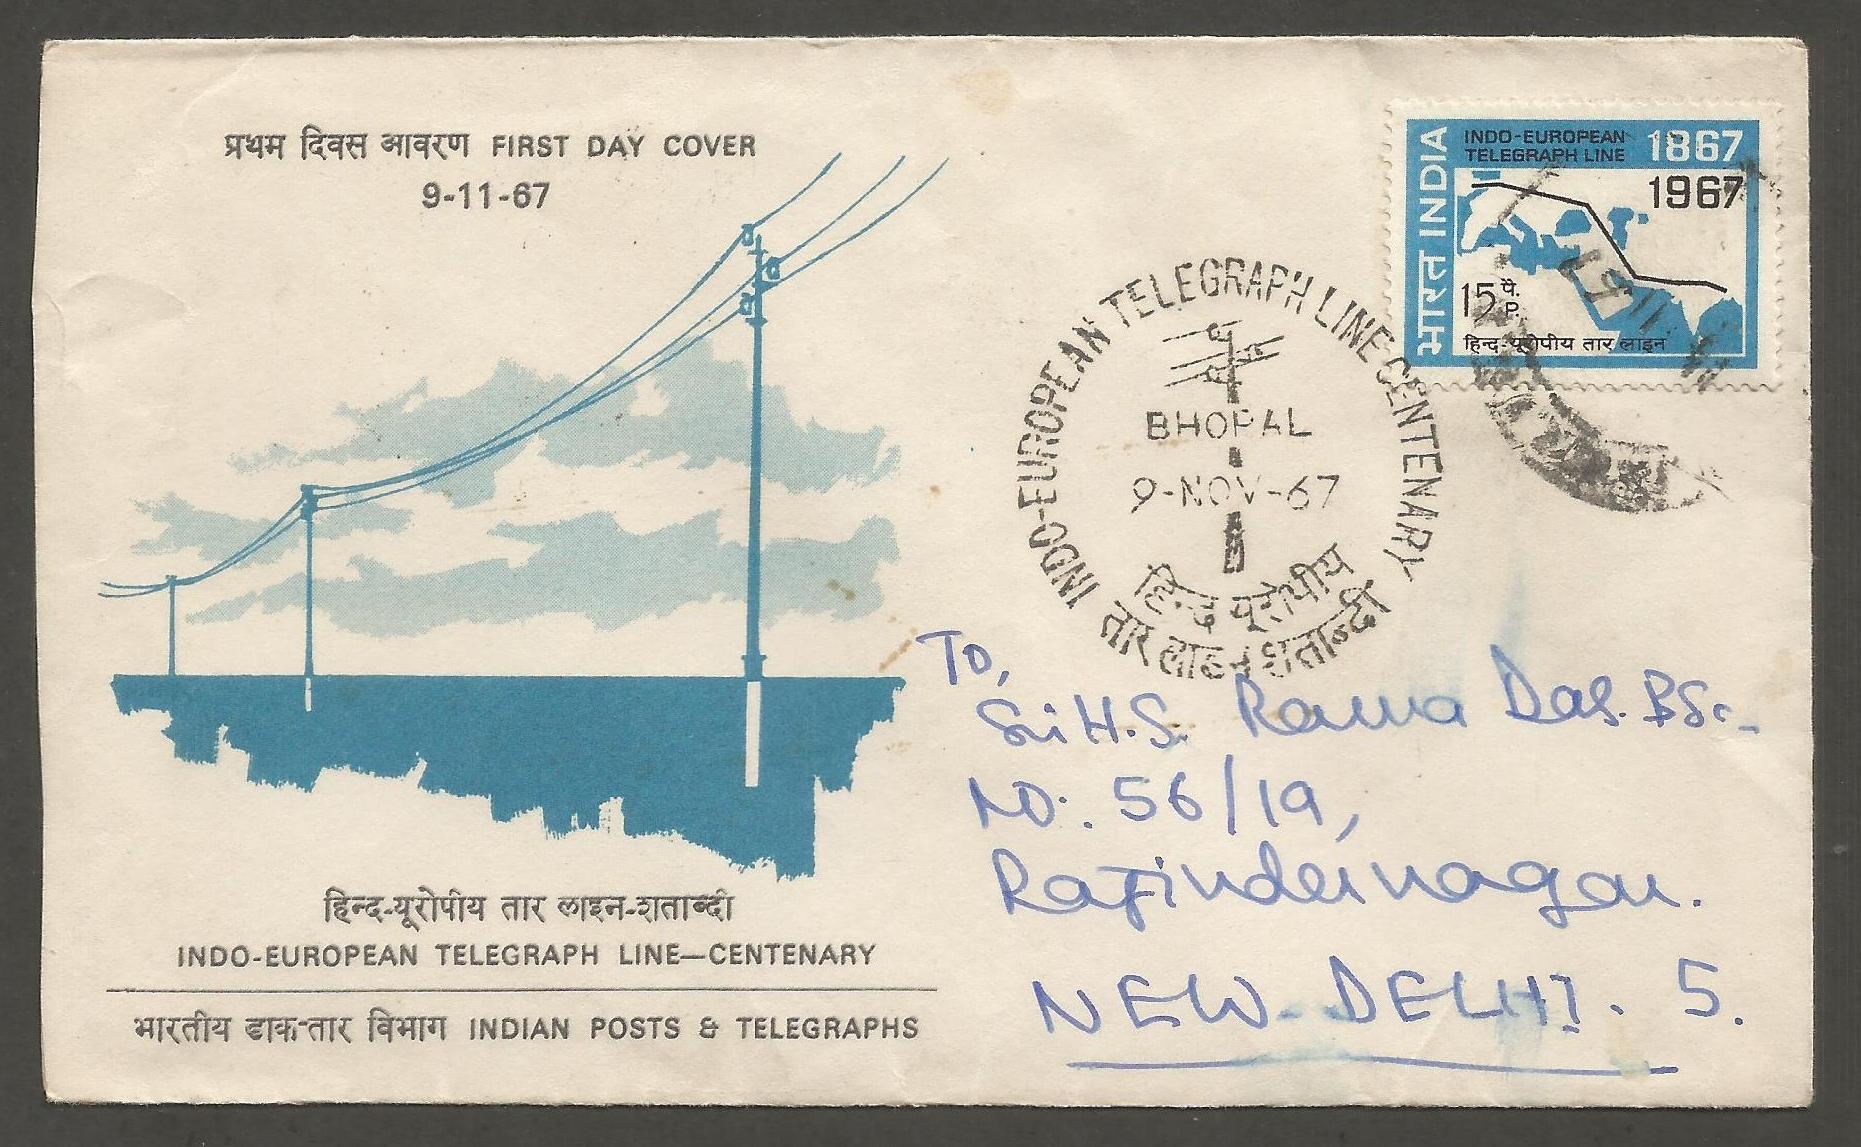 प्रथम दिवस आवरण FIRST DAY COVER
9-11-67
भारत INDIA
INDO-EUROPEAN
TELEGRAPH LINE
1867
1967
15 पै.
P.
हिन्द-यूरोपीय तार लाइन
INDO-EUROPEAN TELEGRAPH LINE CENTENARY
BHOPAL
9-NOV-67
हिन्द यूरोपीय
तार लाइन शताब्दी
To,
Sri H.S. Rama Das. BSc-
NO: 56/19,
Rajindernagar.
NEW-DELHI. 5.
हिन्द-यूरोपीय तार लाइन-शताब्दी
INDO-EUROPEAN TELEGRAPH LINE—CENTENARY
भारतीय डाक-तार विभाग INDIAN POSTS & TELEGRAPHS